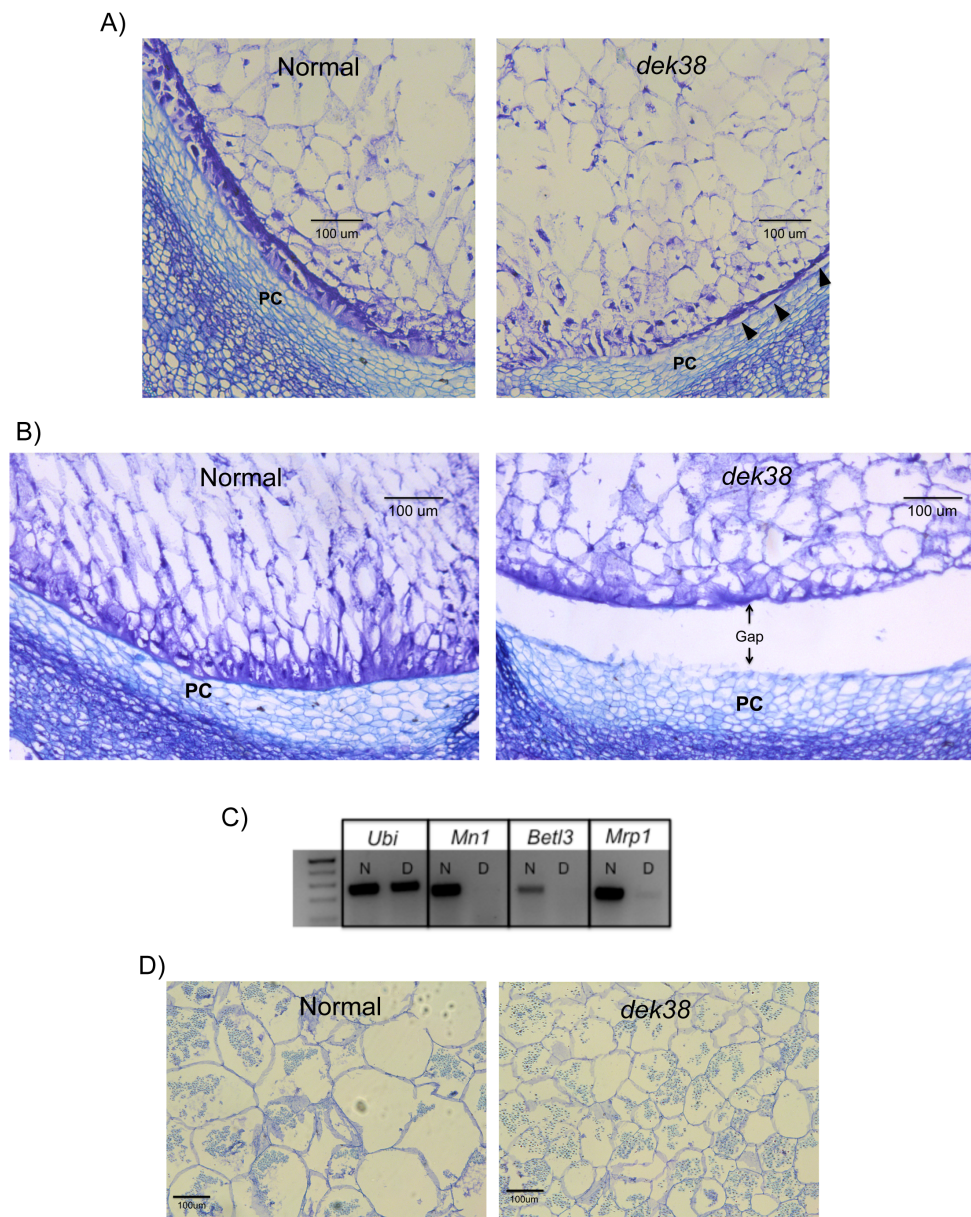 A)
Normal
dek38
100 um
100 um
PC
PC
B)
Normal
dek38
100 um
100 um
Gap
PC
PC
C)
Ubi Mn1 Betl3 Mrp1
N D N D N D N D
D)
Normal
dek38
100um
100um